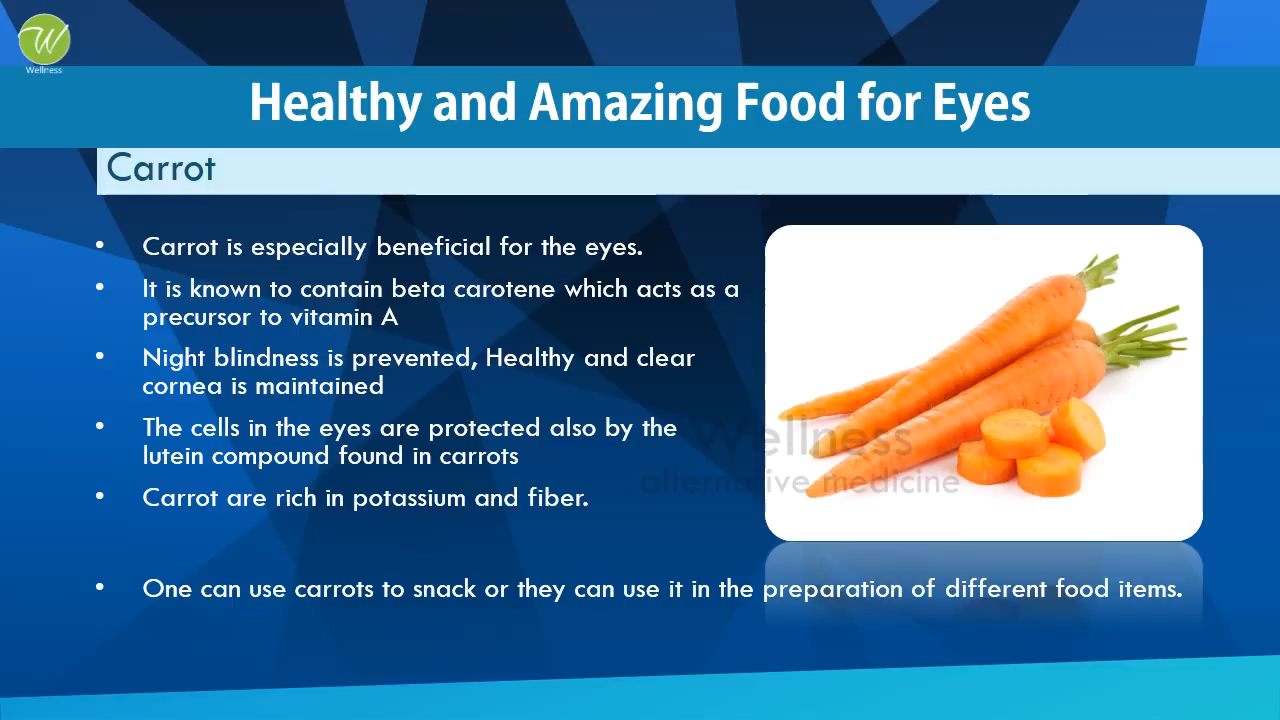 W
Wellness
Healthy and Amazing Food for Eyes
Carrot
• Carrot is especially beneficial for the eyes.
• It is known to contain beta carotene which acts as a
precursor to vitamin A
• Night blindness is prevented, Healthy and clear
cornea is maintained
• The cells in the eyes are protected also by the
lutein compound found in carrots
• Carrot are rich in potassium and fiber.
Wellness
alternative medicine
• One can use carrots to snack or they can use it in the preparation of different food items.